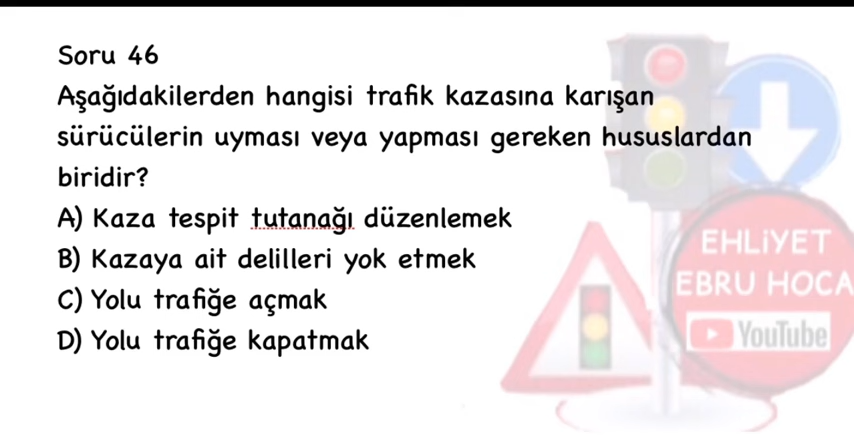 Soru 46
Aşağıdakilerden hangisi trafik kazasına karışan
sürücülerin uyması veya yapması gereken hususlardan
biridir?
A) Kaza tespit tutanağı düzenlemek
B) Kazaya ait delilleri yok etmek
C) Yolu trafiğe açmak
D) Yolu trafiğe kapatmak
EHLİYET
EBRU HOCA
YouTube